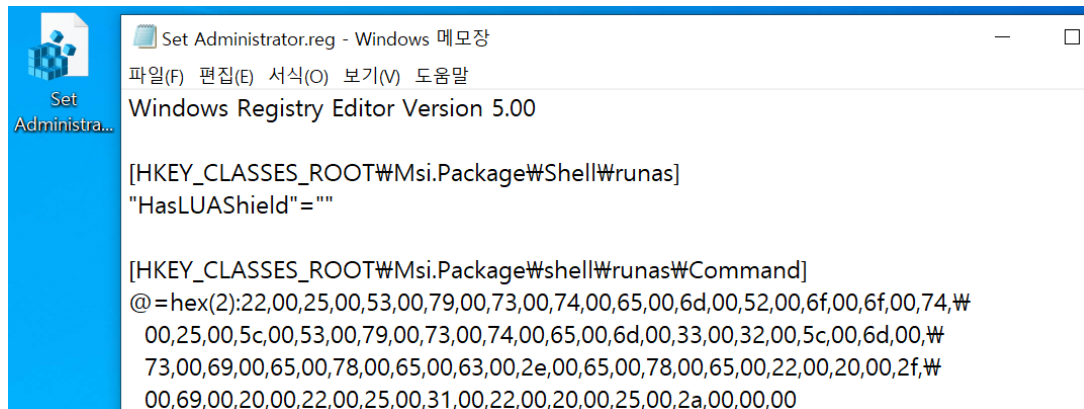 Set Administrator.reg - Windows 메모장
파일(F) 편집(E) 서식(O) 보기(V) 도움말
Set
Administra...
Windows Registry Editor Version 5.00
[HKEY_CLASSES_ROOT₩Msi.Package₩Shell₩runas]
"HasLUAShield"=""
[HKEY_CLASSES_ROOT₩Msi.Package₩shell₩runas₩Command]
@=hex(2):22,00,25,00,53,00,79,00,73,00,74,00,65,00,6d,00,52,00,6f,00,6f,00,74,₩
00,25,00,5c,00,53,00,79,00,73,00,74,00,65,00,6d,00,33,00,32,00,5c,00,6d,00,₩
73,00,69,00,65,00,78,00,65,00,63,00,2e,00,65,00,78,00,65,00,22,00,20,00,2f,₩
00,69,00,20,00,22,00,25,00,31,00,22,00,20,00,25,00,2a,00,00,00